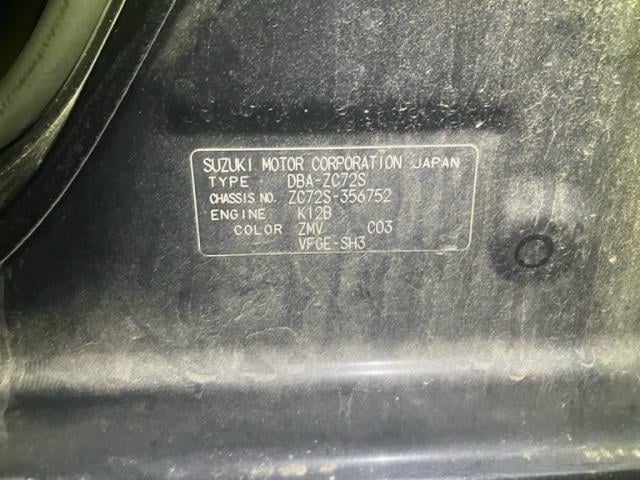 SUZUKI MOTOR CORPORATION JAPAN
TYPE DBA-ZC72S
CHASSIS NO. ZC72S-356752
ENGINE K12B
COLOR ZMV C03
VFGE-SH3